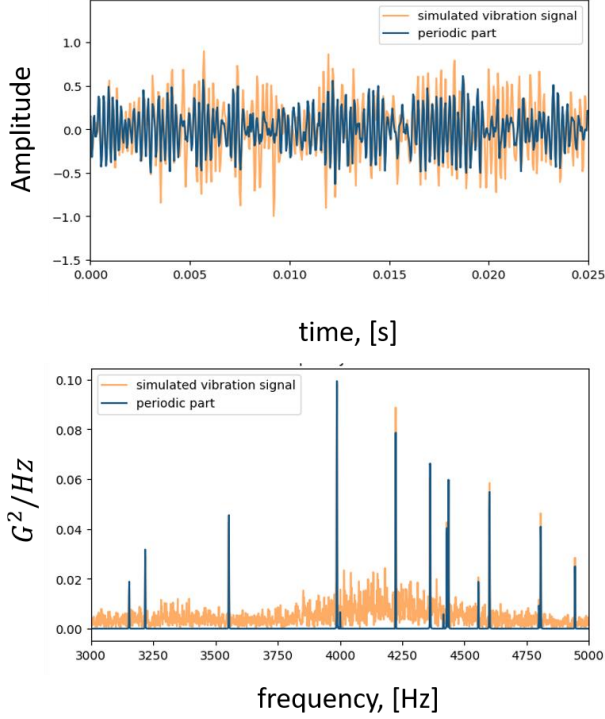 simulated vibration signal
periodic part
Amplitude
1.0
0.5
0.0
−0.5
−1.0
−1.5
0.000 0.005 0.010 0.015 0.020 0.025
time, [s]
simulated vibration signal
periodic part
G²/Hz
0.10
0.08
0.06
0.04
0.02
0.00
3000 3250 3500 3750 4000 4250 4500 4750 5000
frequency, [Hz]